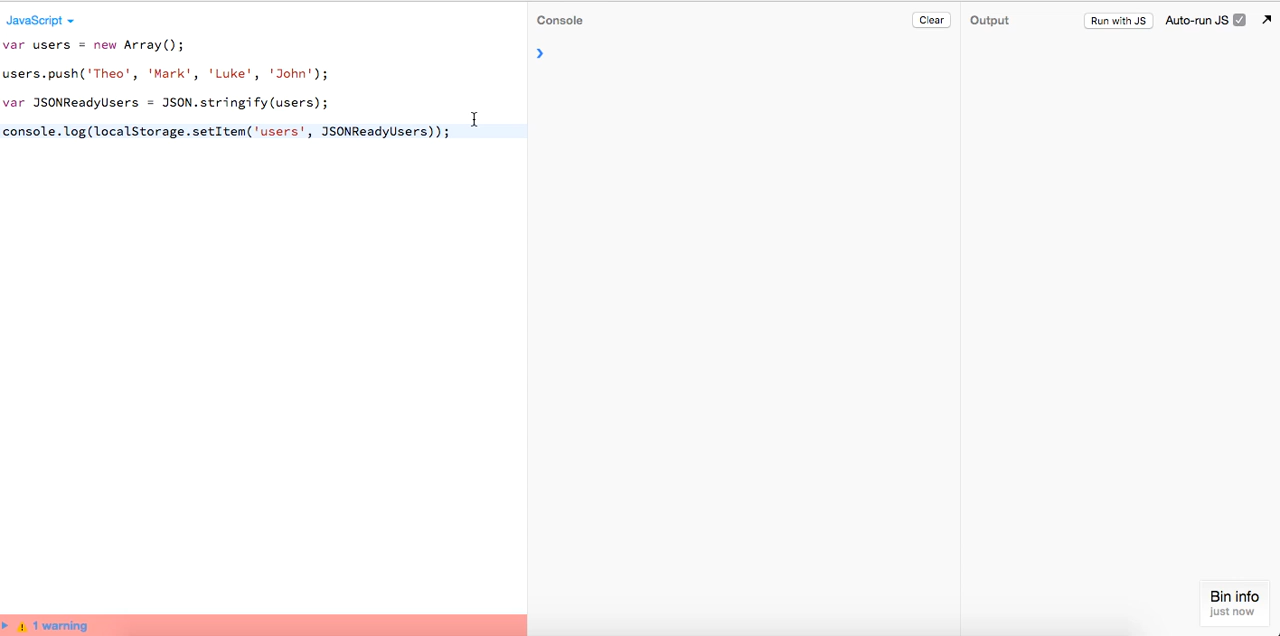 JavaScript
var users = new Array();
users.push('Theo', 'Mark', 'Luke', 'John');
var JSONReadyUsers = JSON.stringify(users);
console.log(localStorage.setItem('users', JSONReadyUsers));
1 warning
Console
Clear
Output
Run with JS
Auto-run JS
Bin info
just now